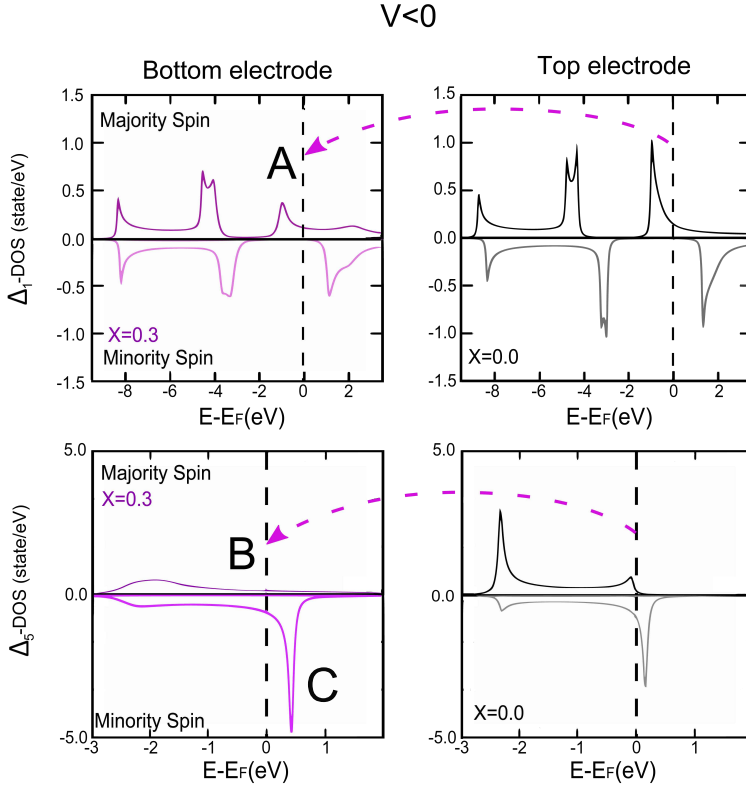 V<0
Bottom electrode
Top electrode
Δ1-DOS (state/eV)
1.5
1.0
0.5
0.0
-0.5
-1.0
-1.5
Majority Spin
A
X=0.3
Minority Spin
-8 -6 -4 -2 0 2
E-EF(eV)
1.5
1.0
0.5
0.0
-0.5
-1.0
-1.5
X=0.0
-8 -6 -4 -2 0 2
E-EF(eV)
Δ5-DOS (state/eV)
5.0
0.0
-5.0
Majority Spin
X=0.3
B
C
Minority Spin
-3 -2 -1 0 1
E-EF(eV)
5.0
0.0
-5.0
X=0.0
-3 -2 -1 0 1
E-EF(eV)